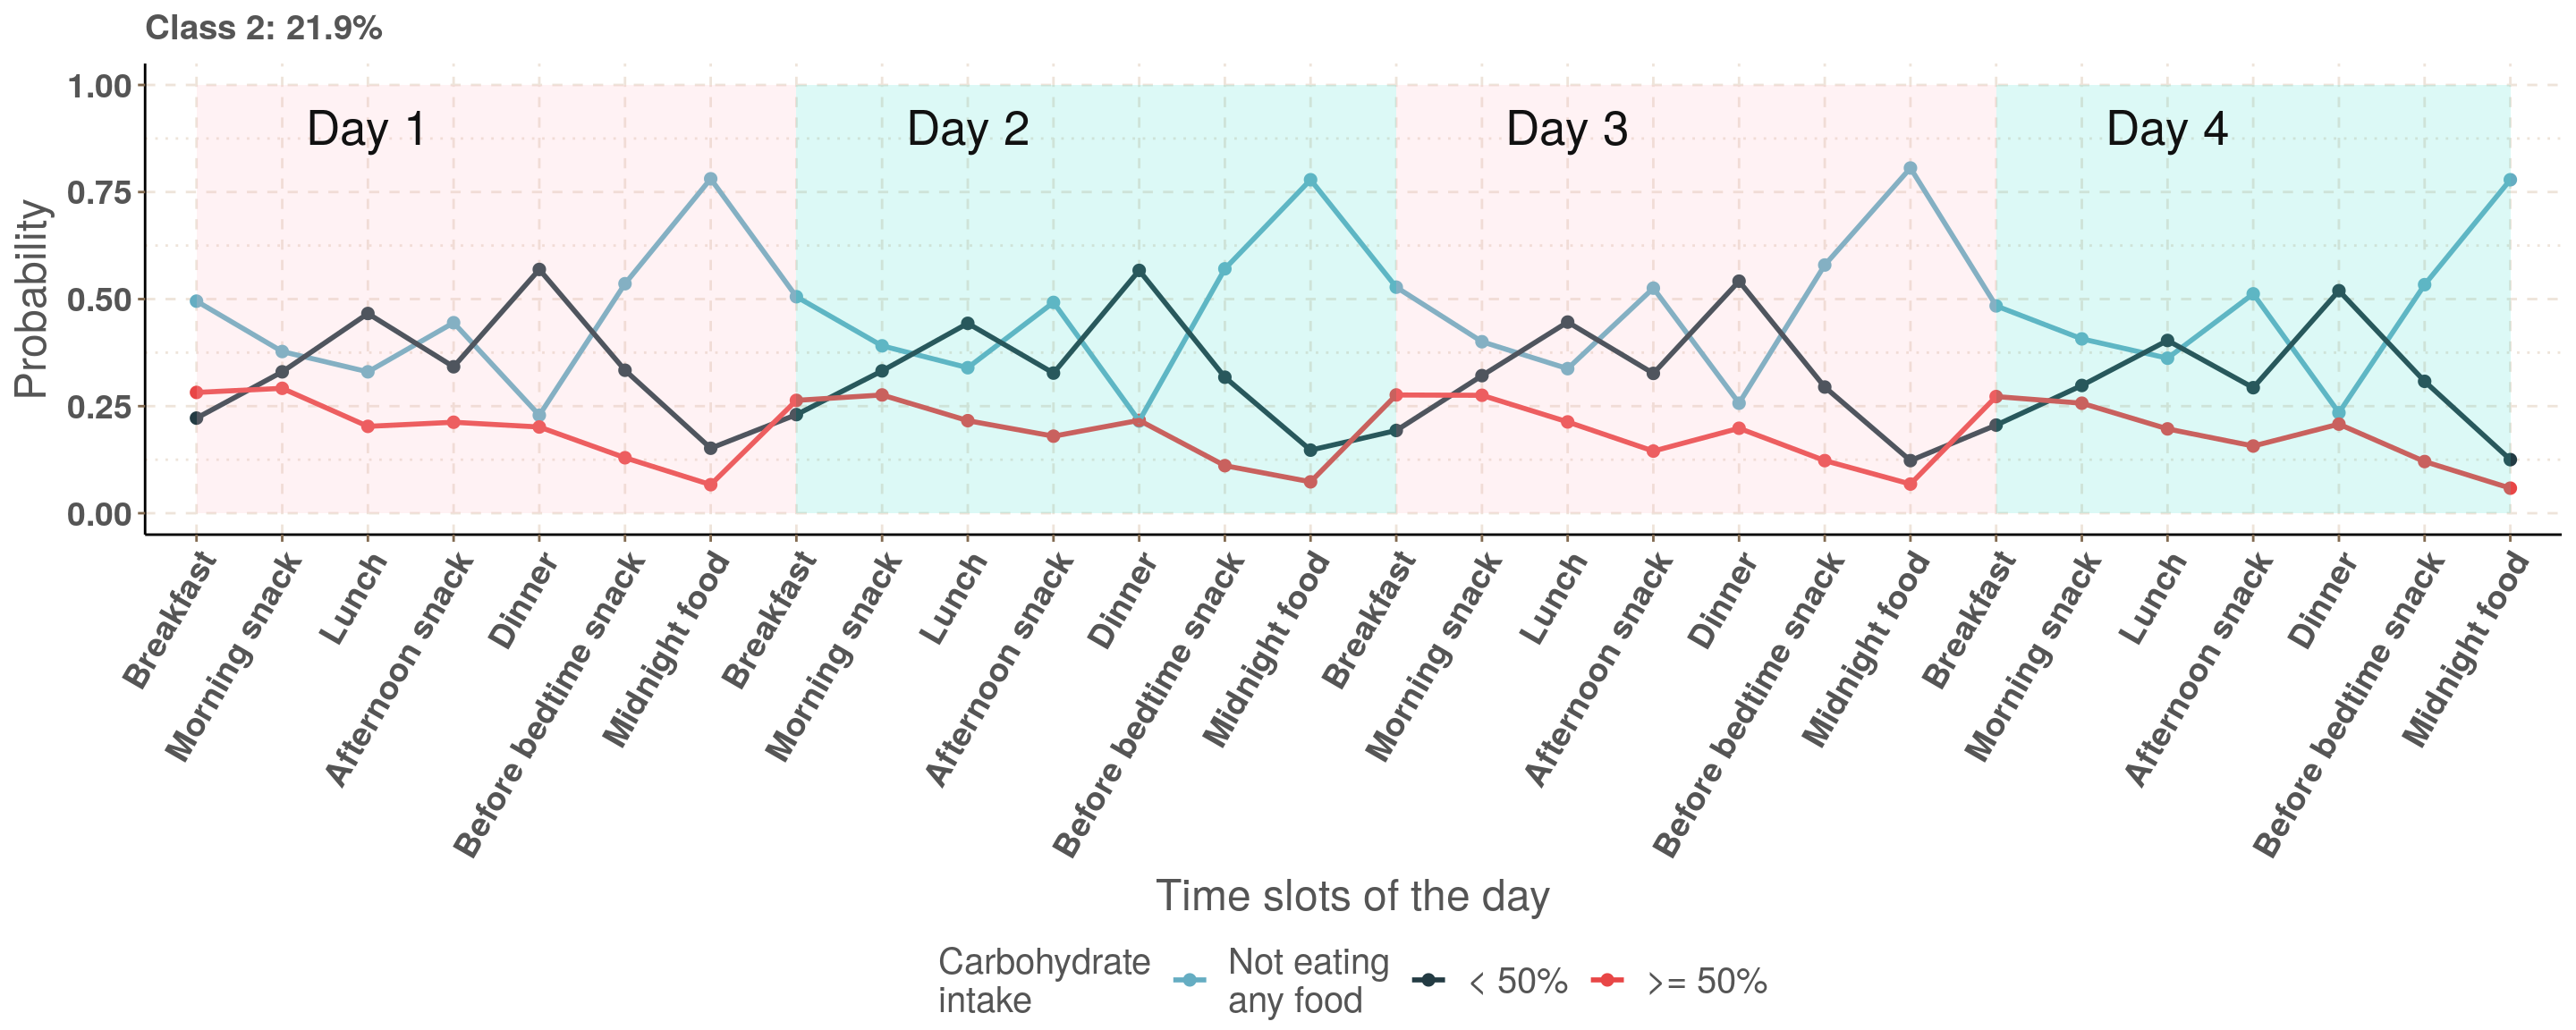 Class 2: 21.9%
1.00
0.75
0.50
0.25
0.00
Probability
Day 1
Day 2
Day 3
Day 4
Breakfast
Morning snack
Lunch
Afternoon snack
Dinner
Before bedtime snack
Midnight food
Breakfast
Morning snack
Lunch
Afternoon snack
Dinner
Before bedtime snack
Midnight food
Breakfast
Morning snack
Lunch
Afternoon snack
Dinner
Before bedtime snack
Midnight food
Breakfast
Morning snack
Lunch
Afternoon snack
Dinner
Before bedtime snack
Midnight food
Time slots of the day
Carbohydrate
intake
Not eating
any food
< 50%
>= 50%